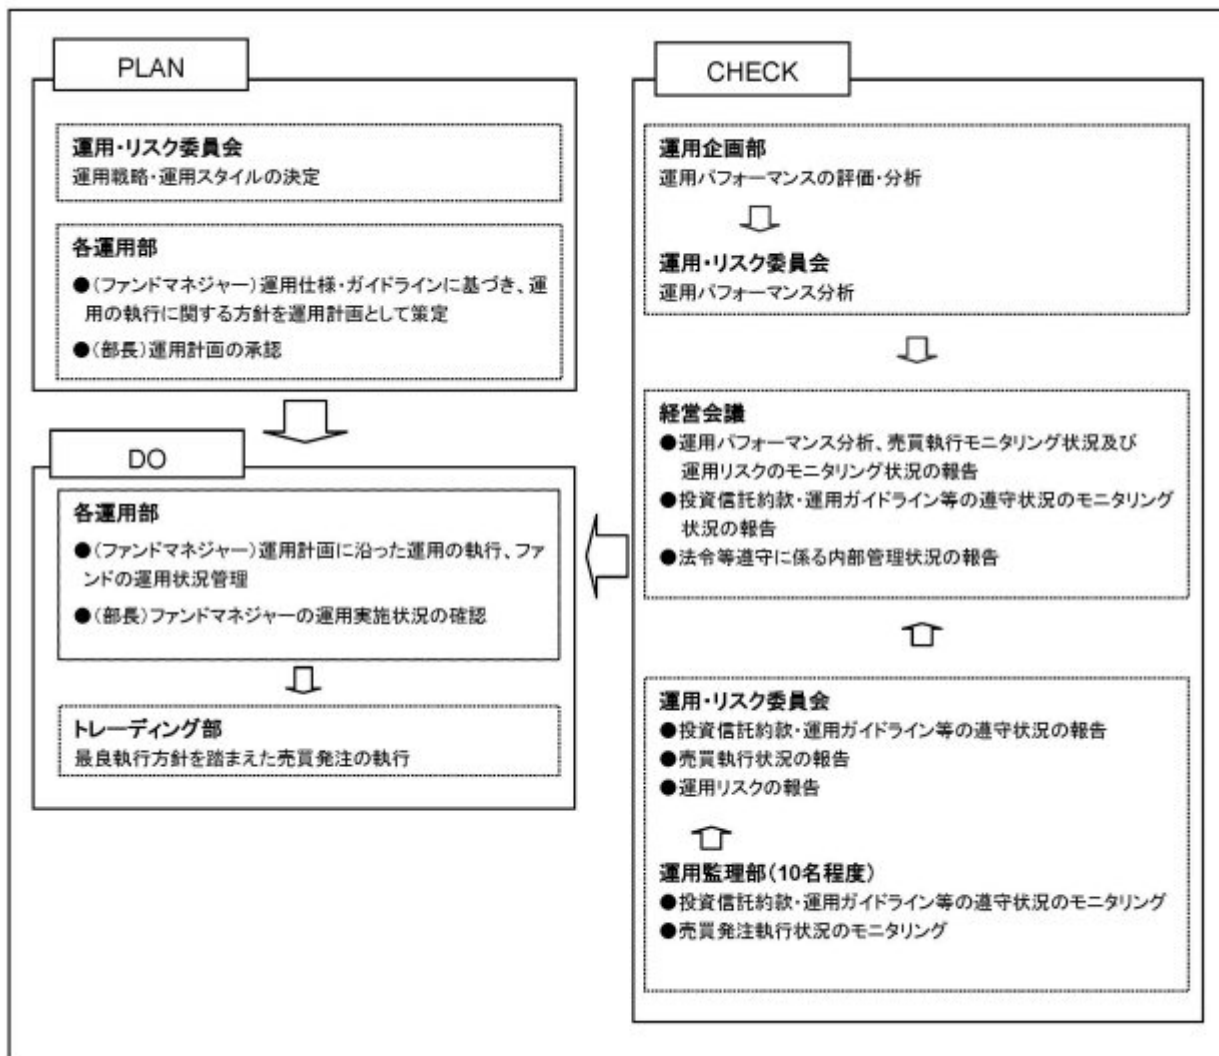 PLAN
運用・リスク委員会
運用戦略・運用スタイルの決定
各運用部
●(ファンドマネジャー)運用仕様・ガイドラインに基づき、運
用の執行に関する方針を運用計画として策定
●(部長)運用計画の承認
DO
各運用部
●(ファンドマネジャー)運用計画に沿った運用の執行、ファ
ンドの運用状況管理
●(部長)ファンドマネジャーの運用実施状況の確認
トレーディング部
最良執行方針を踏まえた売買発注の執行
CHECK
運用企画部
運用パフォーマンスの評価・分析
運用・リスク委員会
運用パフォーマンス分析
経営会議
●運用パフォーマンス分析、売買執行モニタリング状況及び
運用リスクのモニタリング状況の報告
●投資信託約款・運用ガイドライン等の遵守状況のモニタリング
状況の報告
●法令等遵守に係る内部管理状況の報告
運用・リスク委員会
●投資信託約款・運用ガイドライン等の遵守状況の報告
●売買執行状況の報告
●運用リスクの報告
運用監理部(10名程度)
●投資信託約款・運用ガイドライン等の遵守状況のモニタリング
●売買発注執行状況のモニタリング